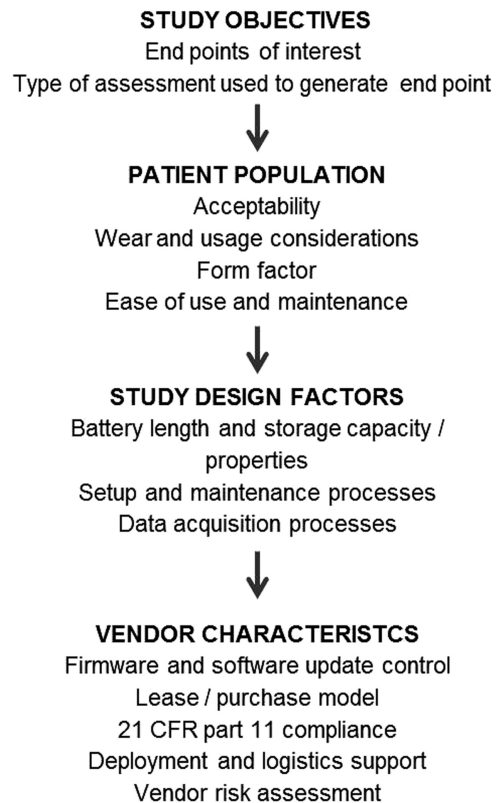 STUDY OBJECTIVES
End points of interest
Type of assessment used to generate end point
PATIENT POPULATION
Acceptability
Wear and usage considerations
Form factor
Ease of use and maintenance
STUDY DESIGN FACTORS
Battery length and storage capacity /
properties
Setup and maintenance processes
Data acquisition processes
VENDOR CHARACTERISTCS
Firmware and software update control
Lease / purchase model
21 CFR part 11 compliance
Deployment and logistics support
Vendor risk assessment